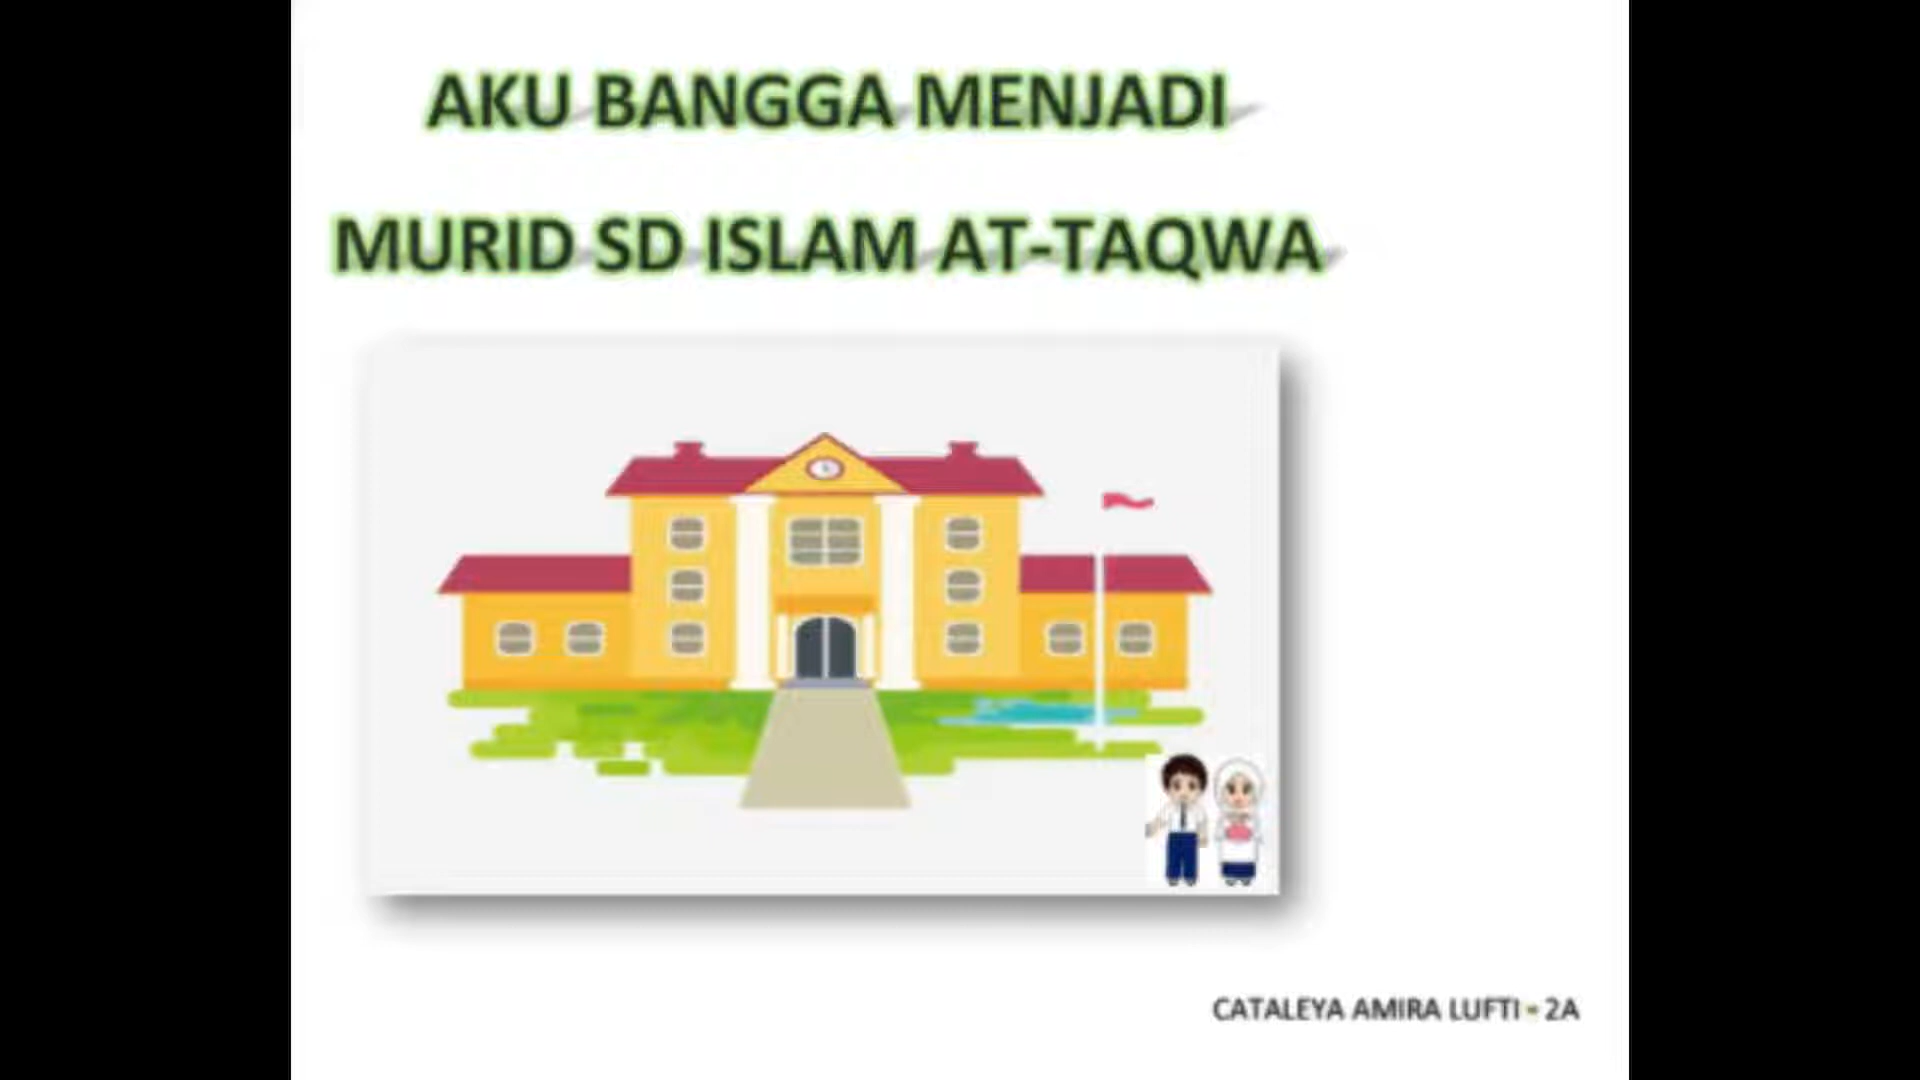 AKU BANGGA MENJADI
MURID SD ISLAM AT-TAQWA
CATALEYA AMIRA LUFTI - 2A